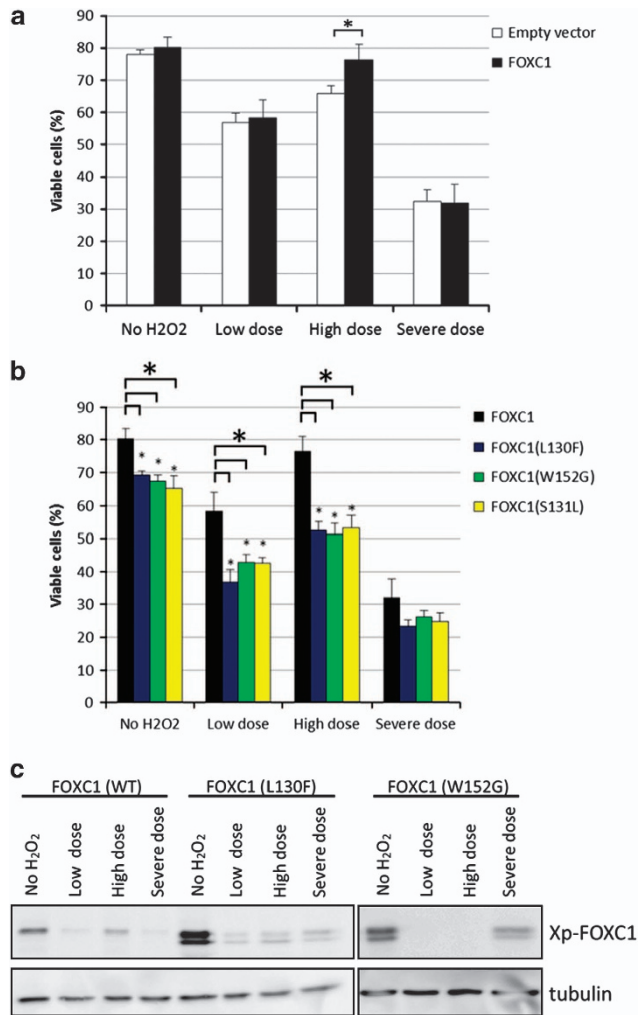 a
*
Empty vector
FOXC1
Viable cells (%)
80
70
60
50
40
30
20
10
0
No H2O2 Low dose High dose Severe dose
b
* * *
FOXC1
FOXC1(L130F)
FOXC1(W152G)
FOXC1(S131L)
* * * * * * * * *
Viable cells (%)
90
80
70
60
50
40
30
20
10
0
No H2O2 Low dose High dose Severe dose
c
FOXC1 (WT) FOXC1 (L130F) FOXC1 (W152G)
No H₂O₂ Low dose High dose Severe dose No H₂O₂ Low dose High dose Severe dose No H₂O₂ Low dose High dose Severe dose
Xp-FOXC1
tubulin